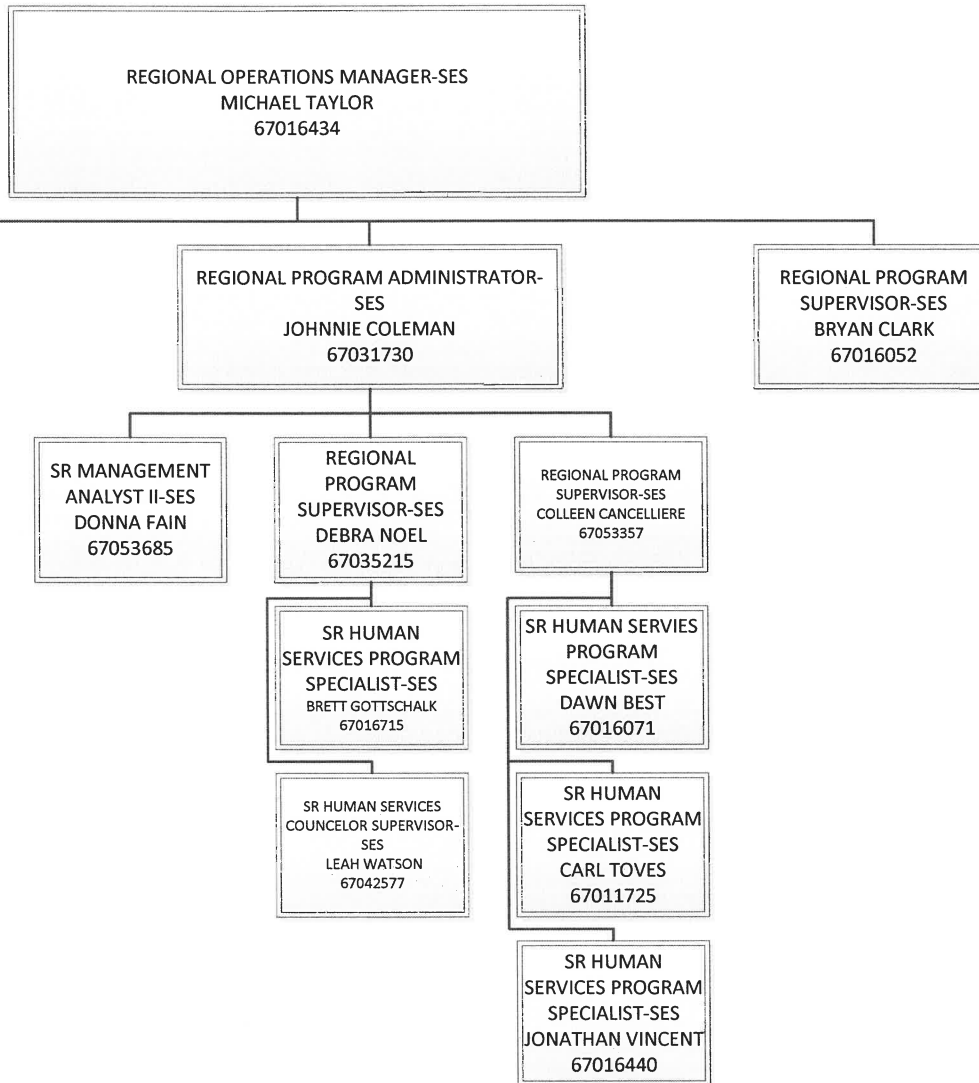 REGIONAL OPERATIONS MANAGER-SES
MICHAEL TAYLOR
67016434
REGIONAL PROGRAM ADMINISTRATOR-
SES
JOHNNIE COLEMAN
67031730
REGIONAL PROGRAM
SUPERVISOR-SES
BRYAN CLARK
67016052
SR MANAGEMENT
ANALYST II-SES
DONNA FAIN
67053685
REGIONAL
PROGRAM
SUPERVISOR-SES
DEBRA NOEL
67035215
REGIONAL PROGRAM
SUPERVISOR-SES
COLLEEN CANCELLIERE
67053357
SR HUMAN
SERVICES PROGRAM
SPECIALIST-SES
BRETT GOTTSCHALK
67016715
SR HUMAN SERVIES
PROGRAM
SPECIALIST-SES
DAWN BEST
67016071
SR HUMAN SERVICES
COUNCELOR SUPERVISOR-
SES
LEAH WATSON
67042577
SR HUMAN
SERVICES PROGRAM
SPECIALIST-SES
CARL TOVES
67011725
SR HUMAN
SERVICES PROGRAM
SPECIALIST-SES
JONATHAN VINCENT
67016440